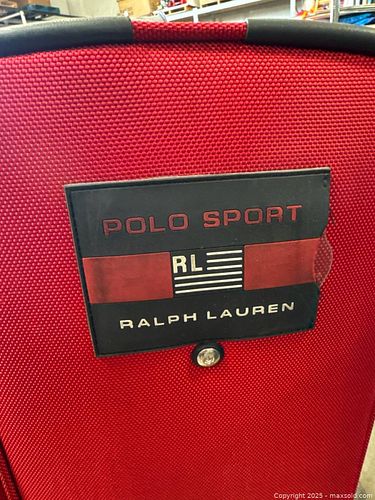 POLO SPORT
RL
RALPH LAUREN
Copyright 2025 - maxsold.com